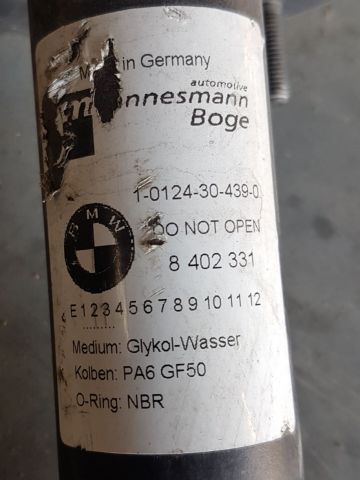 in Germany
automotive
Boge
1-0124-30-439-0
BMW
DO NOT OPEN
8 402 331
E 1 2 3 4 5 6 7 8 9 10 11 12
Medium: Glykol-Wasser
Kolben: PA6 GF50
O-Ring: NBR